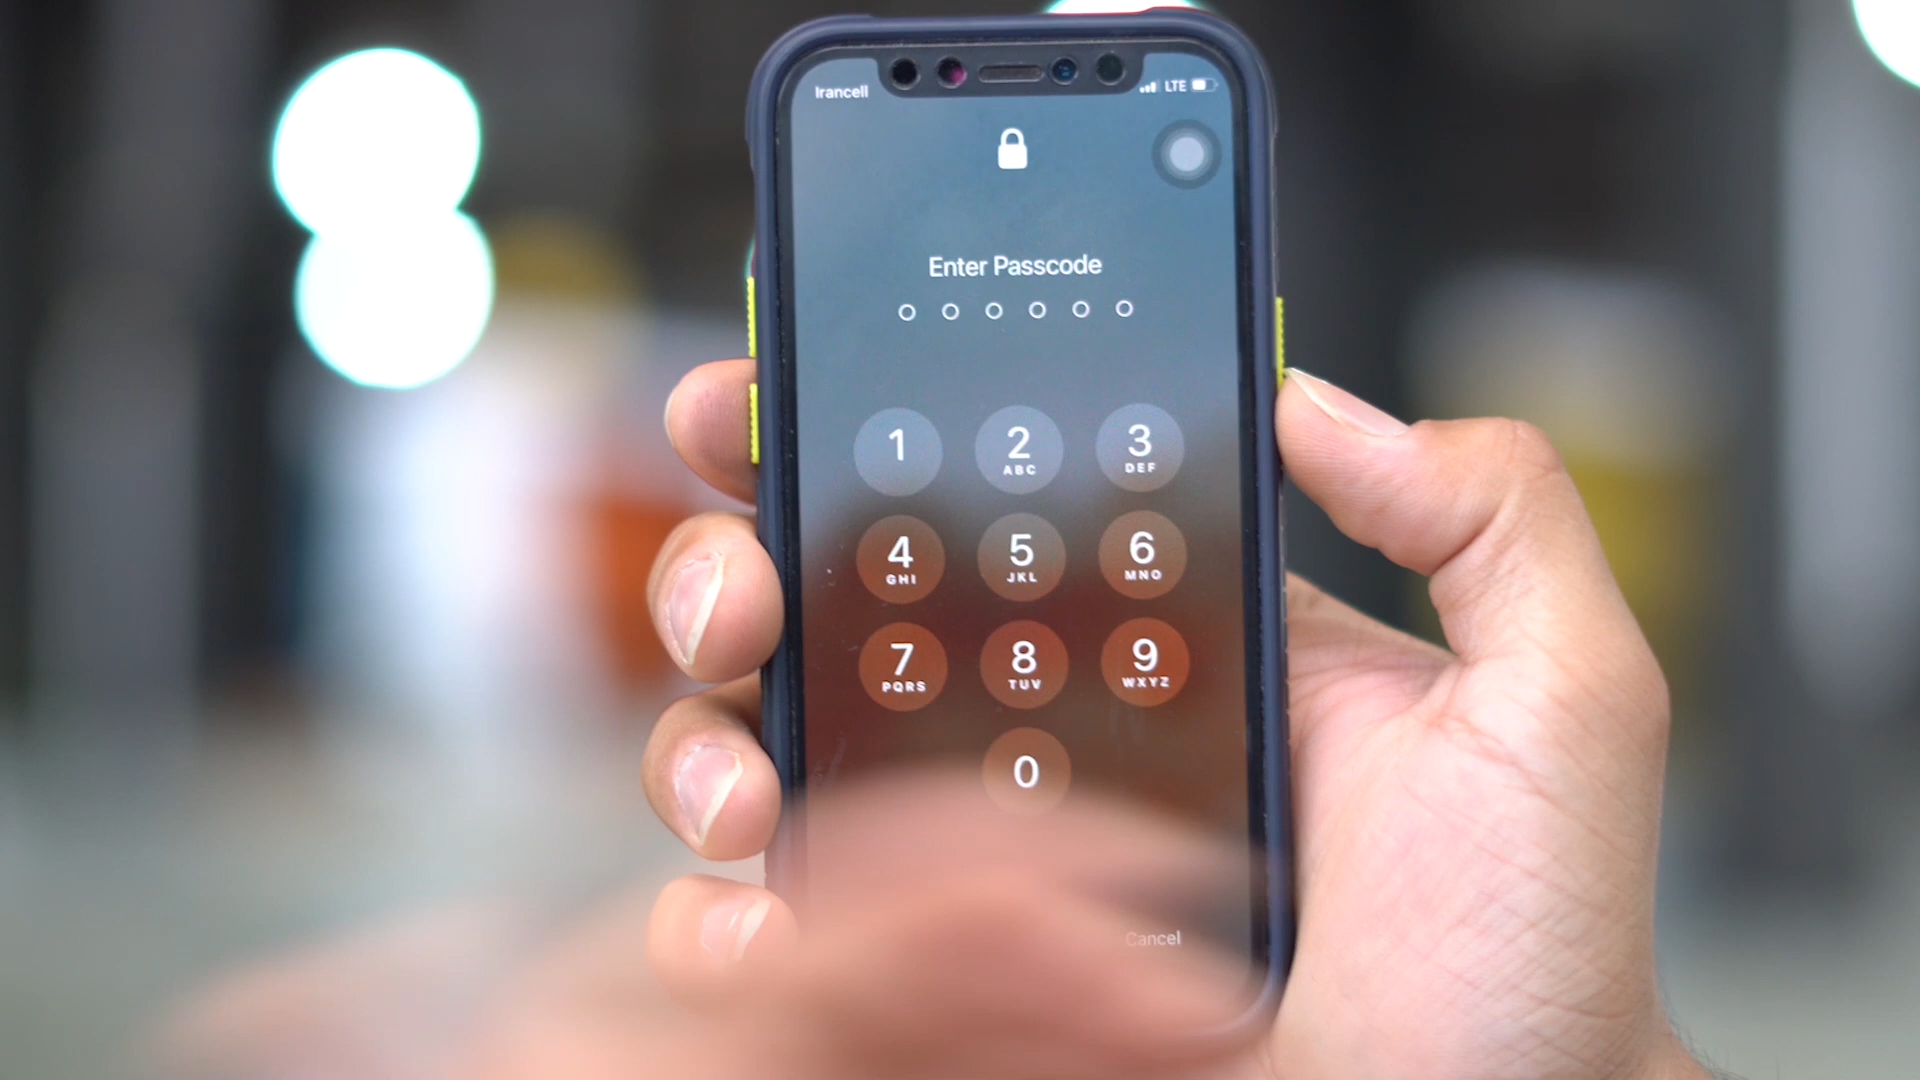 Irancell LTE
Enter Passcode
1 2 3
ABC DEF
4 5 6
GHI JKL MNO
7 8 9
PQRS TUV WXYZ
0
Cancel